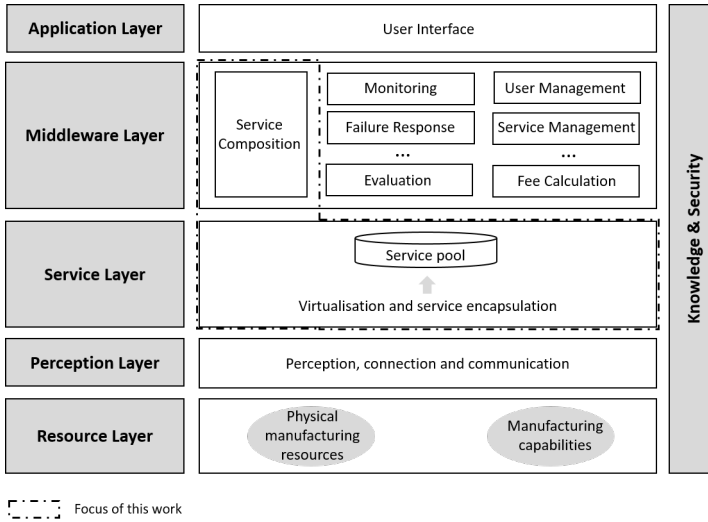 Application Layer
User Interface
Middleware Layer
Service
Composition
Monitoring
User Management
Failure Response
Service Management
...
...
Evaluation
Fee Calculation
Service Layer
Service pool
Virtualisation and service encapsulation
Perception Layer
Perception, connection and communication
Resource Layer
Physical
manufacturing
resources
Manufacturing
capabilities
Knowledge & Security
Focus of this work